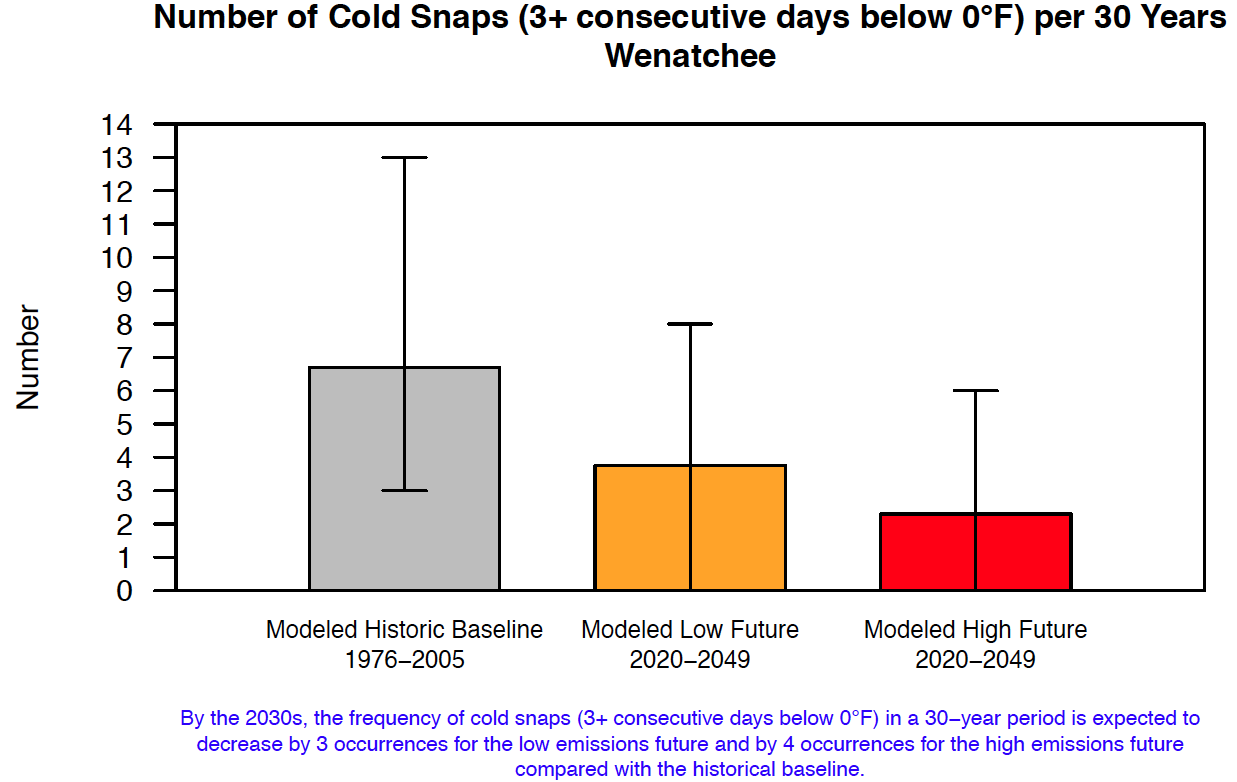 Number of Cold Snaps (3+ consecutive days below 0°F) per 30 Years
Wenatchee
14
13
12
11
10
9
8
7
6
5
4
3
2
1
0
Number
Modeled Historic Baseline
1976–2005
Modeled Low Future
2020–2049
Modeled High Future
2020–2049
By the 2030s, the frequency of cold snaps (3+ consecutive days below 0°F) in a 30–year period is expected to
decrease by 3 occurrences for the low emissions future and by 4 occurrences for the high emissions future
compared with the historical baseline.